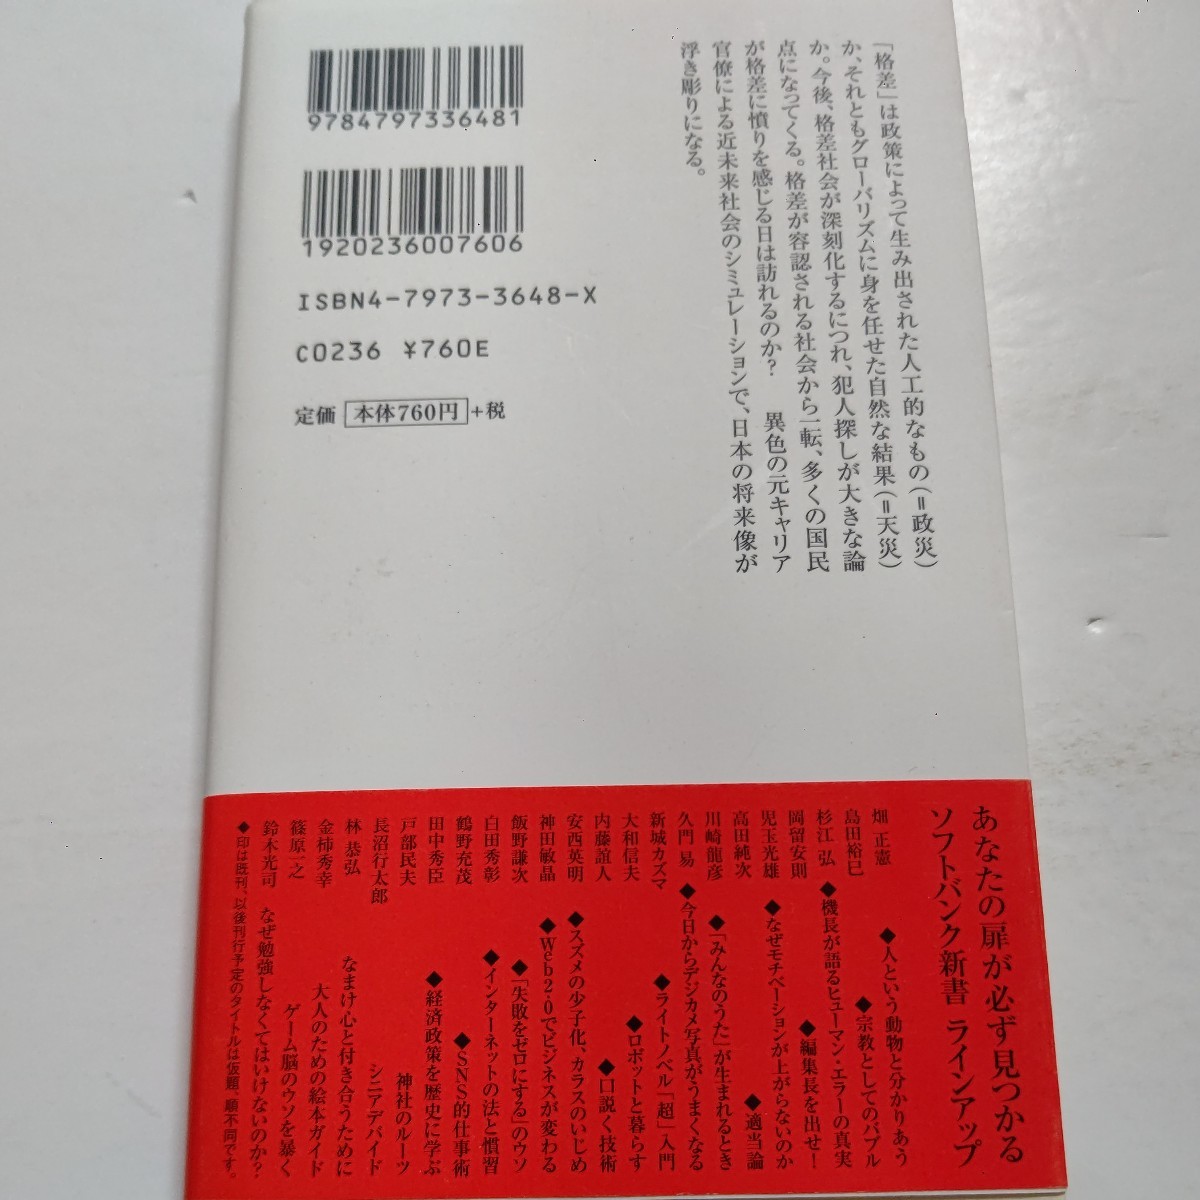 9784797336481
1920236007606
ISBN4-7973-3648-X
C0236 ¥760E
定価 本体760円+税
「格差」は政策によって生み出された人工的なもの(=政災)
か、それともグローバリズムに身を任せた自然な結果(=天災)
か。今後、格差社会が深刻化するにつれ、犯人探しが大きな論
点になってくる。格差が容認される社会から一転、多くの国民
が格差に憤りを感じる日は訪れるのか? 異色の元キャリア
官僚による近未来社会のシミュレーションで、日本の将来像が
浮き彫りになる。
あなたの扉が必ず見つかる
ソフトバンク新書 ラインアップ
畑 正憲 ◆人という動物と分かりあう
島田裕巳 ◆宗教としてのバブル
杉江 弘 ◆機長が語るヒューマン・エラーの真実
岡留安則 ◆編集長を出せ!
児玉光雄 ◆なぜモチベーションが上がらないのか
高田純次 ◆適当論
川崎龍彦 ◆「みんなのうた」が生まれるとき
久門 易 ◆今日からデジカメ写真がうまくなる
新城カズマ ◆ライトノベル「超」入門
大和信夫 ◆ロボットと暮らす
内藤誼人 ◆口説く技術
安西英明 ◆スズメの少子化、カラスのいじめ
神田敏晶 ◆Web2.0でビジネスが変わる
飯野謙次 ◆「失敗をゼロにする」のウソ
白田秀彰 ◆インターネットの法と慣習
鶴野充茂 ◆SNS的仕事術
田中秀臣 ◆経済政策を歴史に学ぶ
戸部民夫 神社のルーツ
長沼行太郎 シニアデバイド
林 恭弘 なまけ心と付き合うために
金柿秀幸 大人のための絵本ガイド
篠原一之 ゲーム脳のウソを暴く
鈴木光司 なぜ勉強しなくてはいけないのか?
◆印は既刊、以後刊行予定のタイトルは仮題、順不同です。